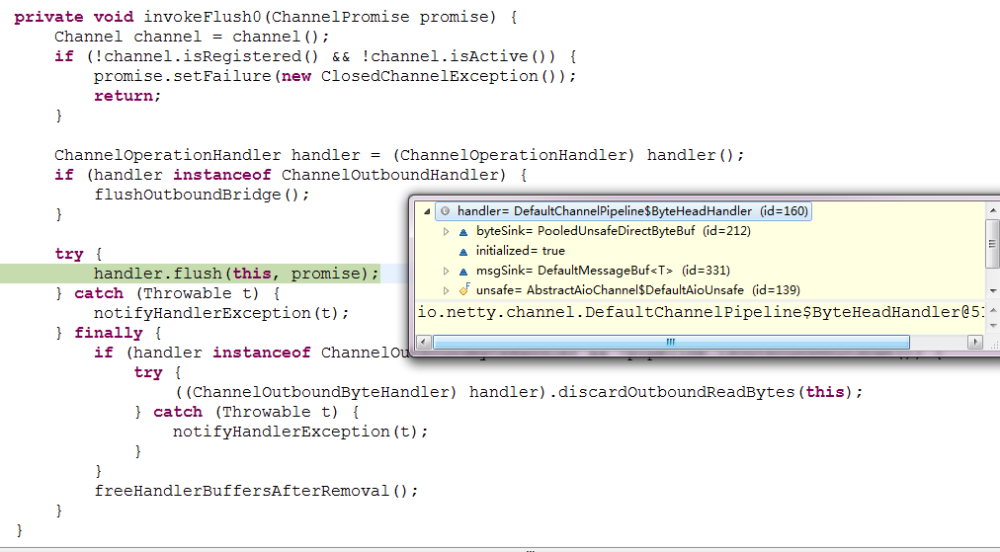 private void invokeFlush0(ChannelPromise promise) {
    Channel channel = channel();
    if (!channel.isRegistered() && !channel.isActive()) {
        promise.setFailure(new ClosedChannelException());
        return;
    }
    ChannelOperationHandler handler = (ChannelOperationHandler) handler();
    if (handler instanceof ChannelOutboundHandler) {
        flushOutboundBridge();
    }
    try {
        handler.flush(this, promise);
    } catch (Throwable t) {
        notifyHandlerException(t);
    } finally {
        if (handler instanceof ChannelOu
            try {
                ((ChannelOutboundByteHandler) handler).discardOutboundReadBytes(this);
            } catch (Throwable t) {
                notifyHandlerException(t);
            }
        }
        freeHandlerBuffersAfterRemoval();
    }
}
handler= DefaultChannelPipeline$ByteHeadHandler (id=160)
byteSink= PooledUnsafeDirectByteBuf (id=212)
initialized= true
msgSink= DefaultMessageBuf<T> (id=331)
unsafe= AbstractAioChannel$DefaultAioUnsafe (id=139)
io.netty.channel.DefaultChannelPipeline$ByteHeadHandler@5